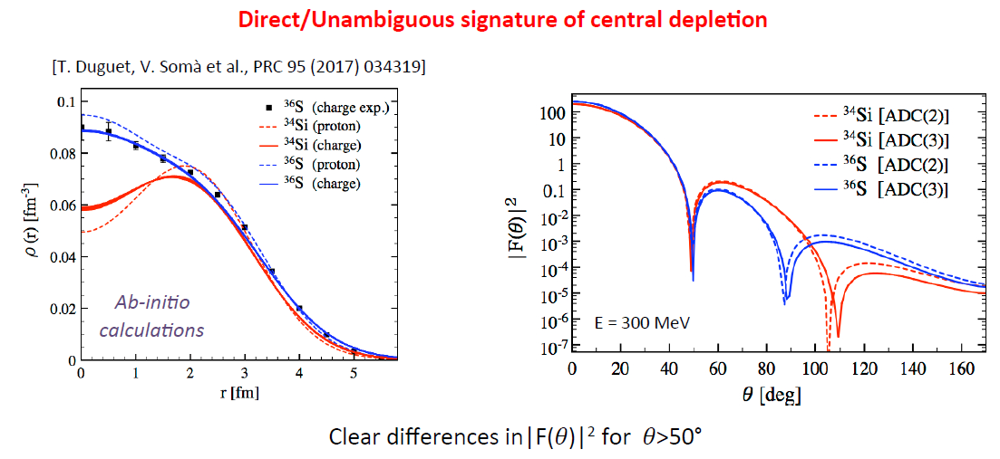 Direct/Unambiguous signature of central depletion
[T. Duguet, V. Somà et al., PRC 95 (2017) 034319]
0.1
0.08
0.06
0.04
0.02
0
ρ (r) [fm⁻³]
³⁶S (charge exp.)
³⁴Si (proton)
³⁴Si (charge)
³⁶S (proton)
³⁶S (charge)
Ab-initio
calculations
0 1 2 3 4 5
r [fm]
100
10
1
0.1
10⁻²
10⁻³
10⁻⁴
10⁻⁵
10⁻⁶
10⁻⁷
|F(θ)|²
³⁴Si [ADC(2)]
³⁴Si [ADC(3)]
³⁶S [ADC(2)]
³⁶S [ADC(3)]
E = 300 MeV
0 20 40 60 80 100 120 140 160
θ [deg]
Clear differences in|F(θ)|² for θ>50°